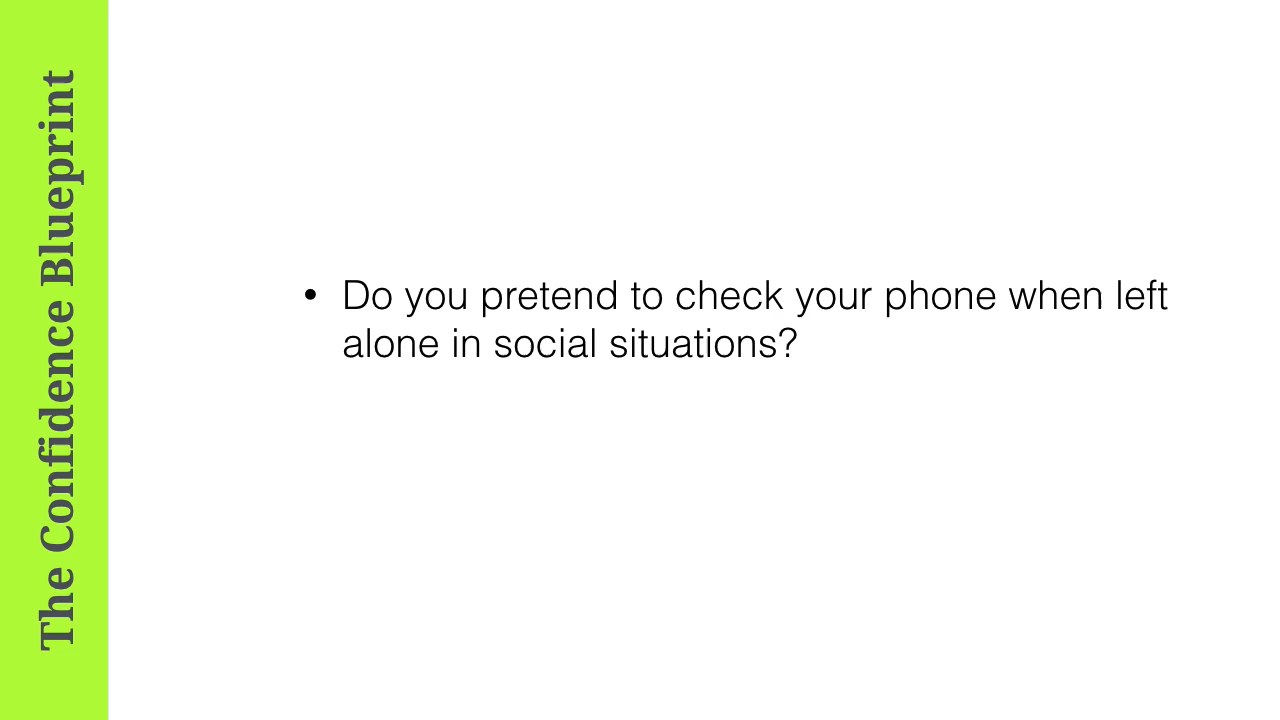 The Confidence Blueprint
• Do you pretend to check your phone when left
alone in social situations?